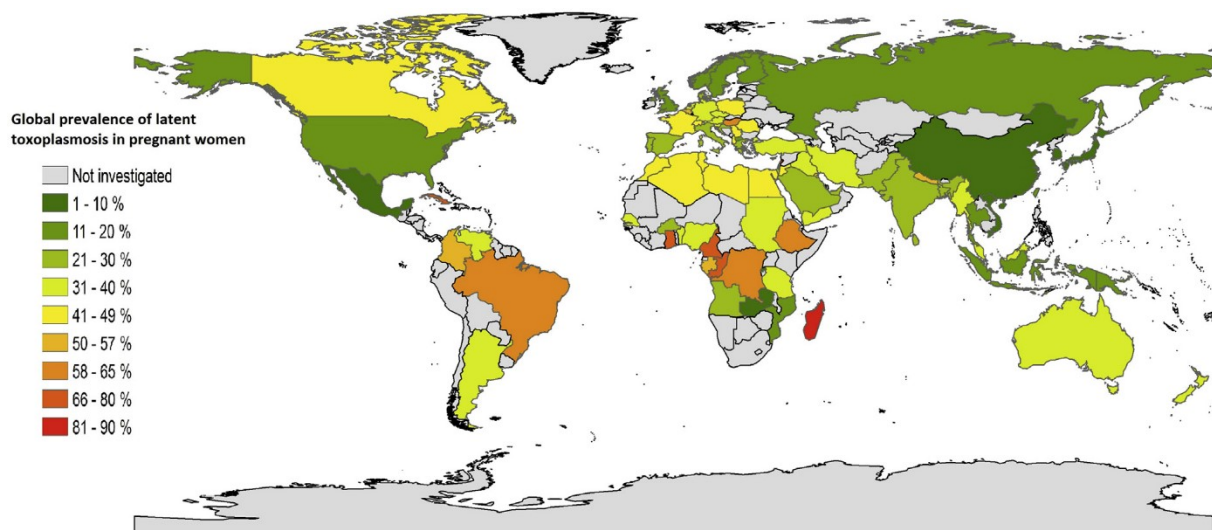 Global prevalence of latent
toxoplasmosis in pregnant women
Not investigated
1 - 10 %
11 - 20 %
21 - 30 %
31 - 40 %
41 - 49 %
50 - 57 %
58 - 65 %
66 - 80 %
81 - 90 %